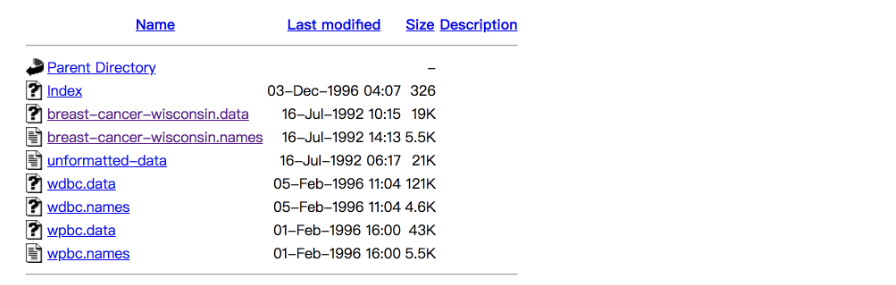 Name Last modified Size Description
Parent Directory –
Index 03–Dec–1996 04:07 326
breast–cancer–wisconsin.data 16–Jul–1992 10:15 19K
breast–cancer–wisconsin.names 16–Jul–1992 14:13 5.5K
unformatted–data 16–Jul–1992 06:17 21K
wdbc.data 05–Feb–1996 11:04 121K
wdbc.names 05–Feb–1996 11:04 4.6K
wpbc.data 01–Feb–1996 16:00 43K
wpbc.names 01–Feb–1996 16:00 5.5K